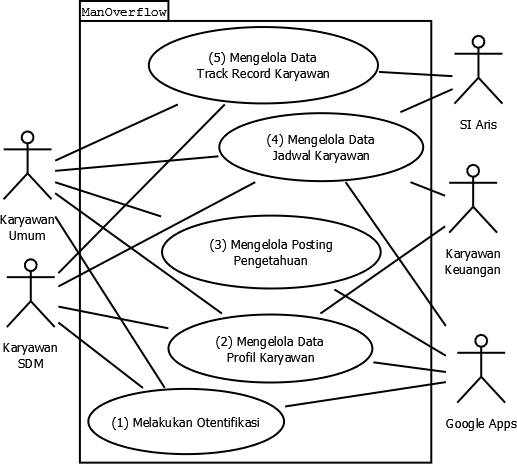 ManOverflow
(5) Mengelola Data
Track Record Karyawan
SI Aris
(4) Mengelola Data
Jadwal Karyawan
Karyawan
Umum
(3) Mengelola Posting
Pengetahuan
Karyawan
Keuangan
Karyawan
SDM
(2) Mengelola Data
Profil Karyawan
(1) Melakukan Otentifikasi
Google Apps